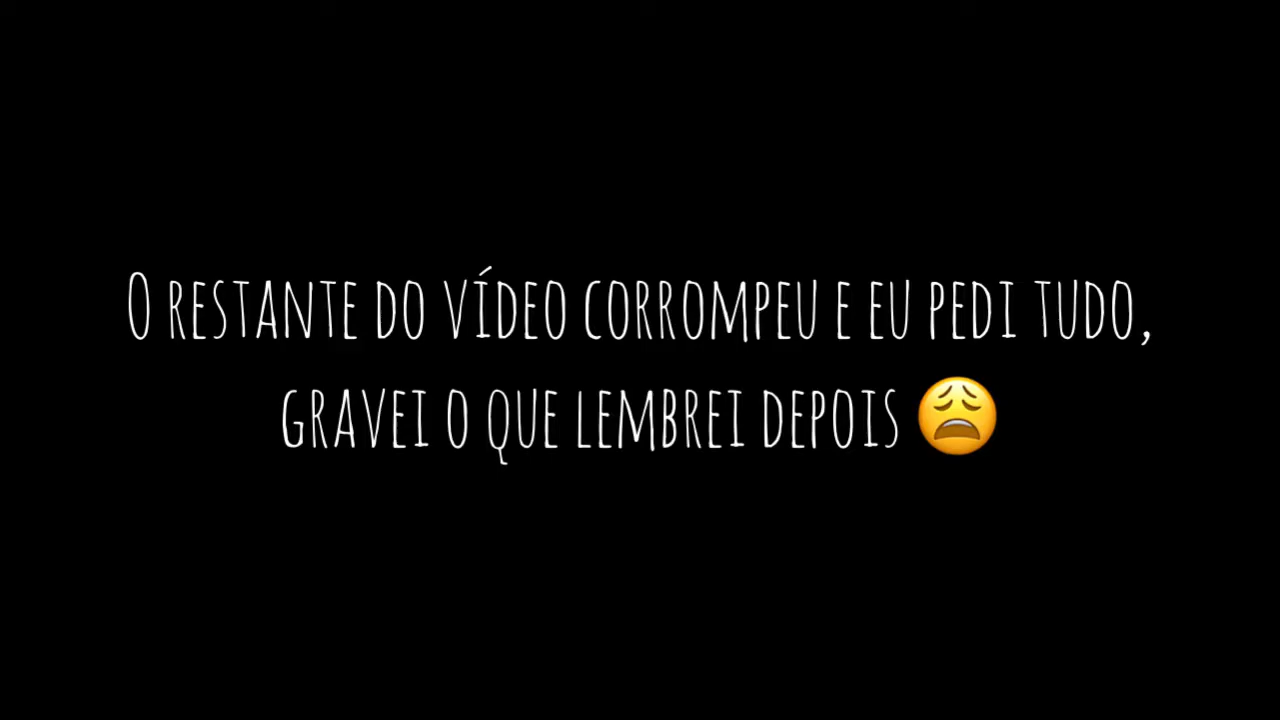 O RESTANTE DO VÍDEO CORROMPEU E EU PEDI TUDO,
GRAVEI O QUE LEMBREI DEPOIS 😩